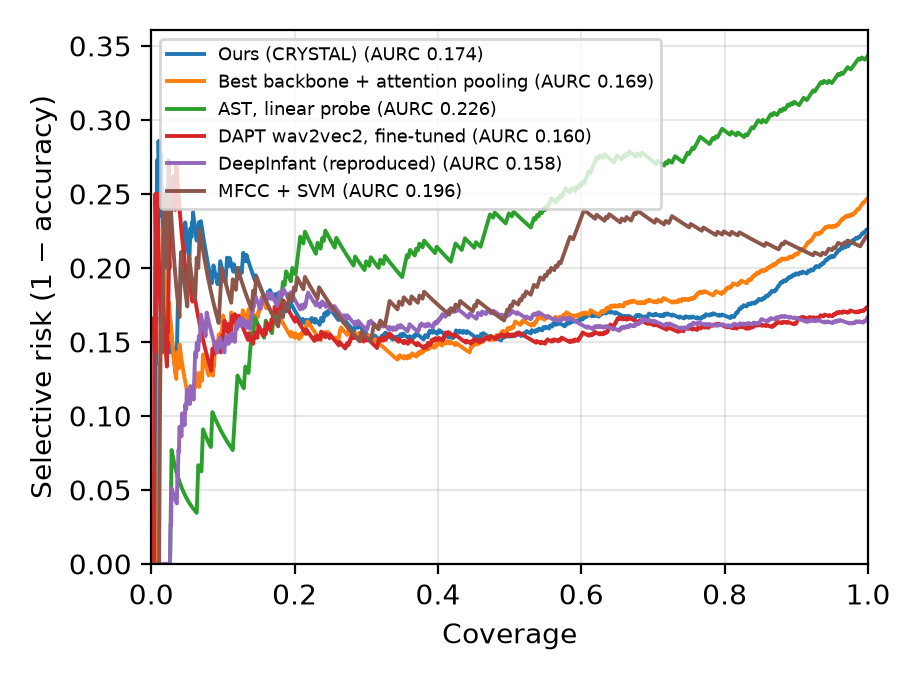 Ours (CRYSTAL) (AURC 0.174)
Best backbone + attention pooling (AURC 0.169)
AST, linear probe (AURC 0.226)
DAPT wav2vec2, fine-tuned (AURC 0.160)
DeepInfant (reproduced) (AURC 0.158)
MFCC + SVM (AURC 0.196)
Selective risk (1 − accuracy)
0.35
0.30
0.25
0.20
0.15
0.10
0.05
0.00
0.0 0.2 0.4 0.6 0.8 1.0
Coverage